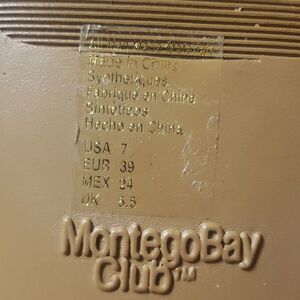 Made in China
Synthetiques
Fabriqué en Chine
Sinteticos
Hecho en China
USA 7
EUR 39
MEX 24
UK 5.5
MontegoBay
Club™